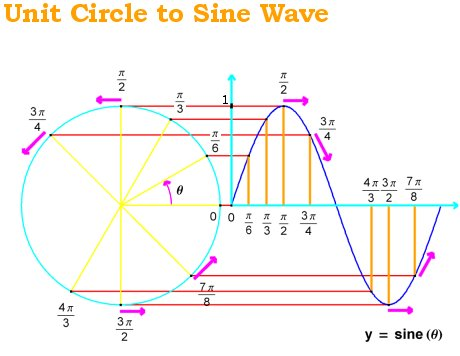 Unit Circle to Sine Wave
π/2
π/2
π/3
1
3π/4
π/6
3π/4
θ
4π/3 3π/2 7π/8
0 0 π/6 π/3 π/2 3π/4
7π/8
4π/3
3π/2
y = sine (θ)